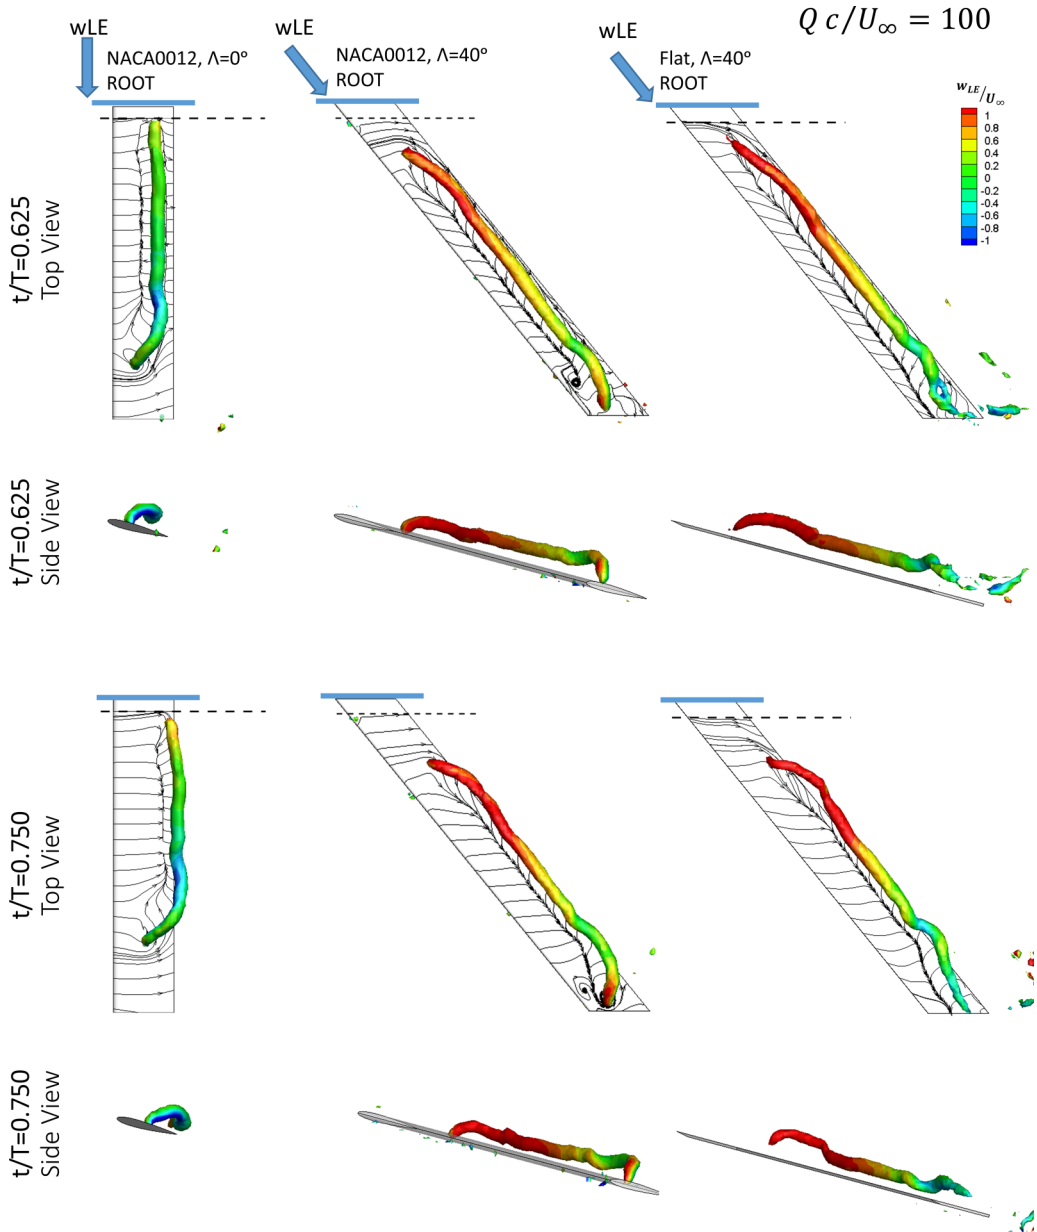 Q c/U∞ = 100
wLE
NACA0012, Λ=0º
ROOT
wLE
NACA0012, Λ=40º
ROOT
wLE
Flat, Λ=40º
ROOT
w_LE/U∞
1
0.8
0.6
0.4
0.2
0
-0.2
-0.4
-0.6
-0.8
-1
t/T=0.625
Top View
t/T=0.625
Side View
t/T=0.750
Top View
t/T=0.750
Side View